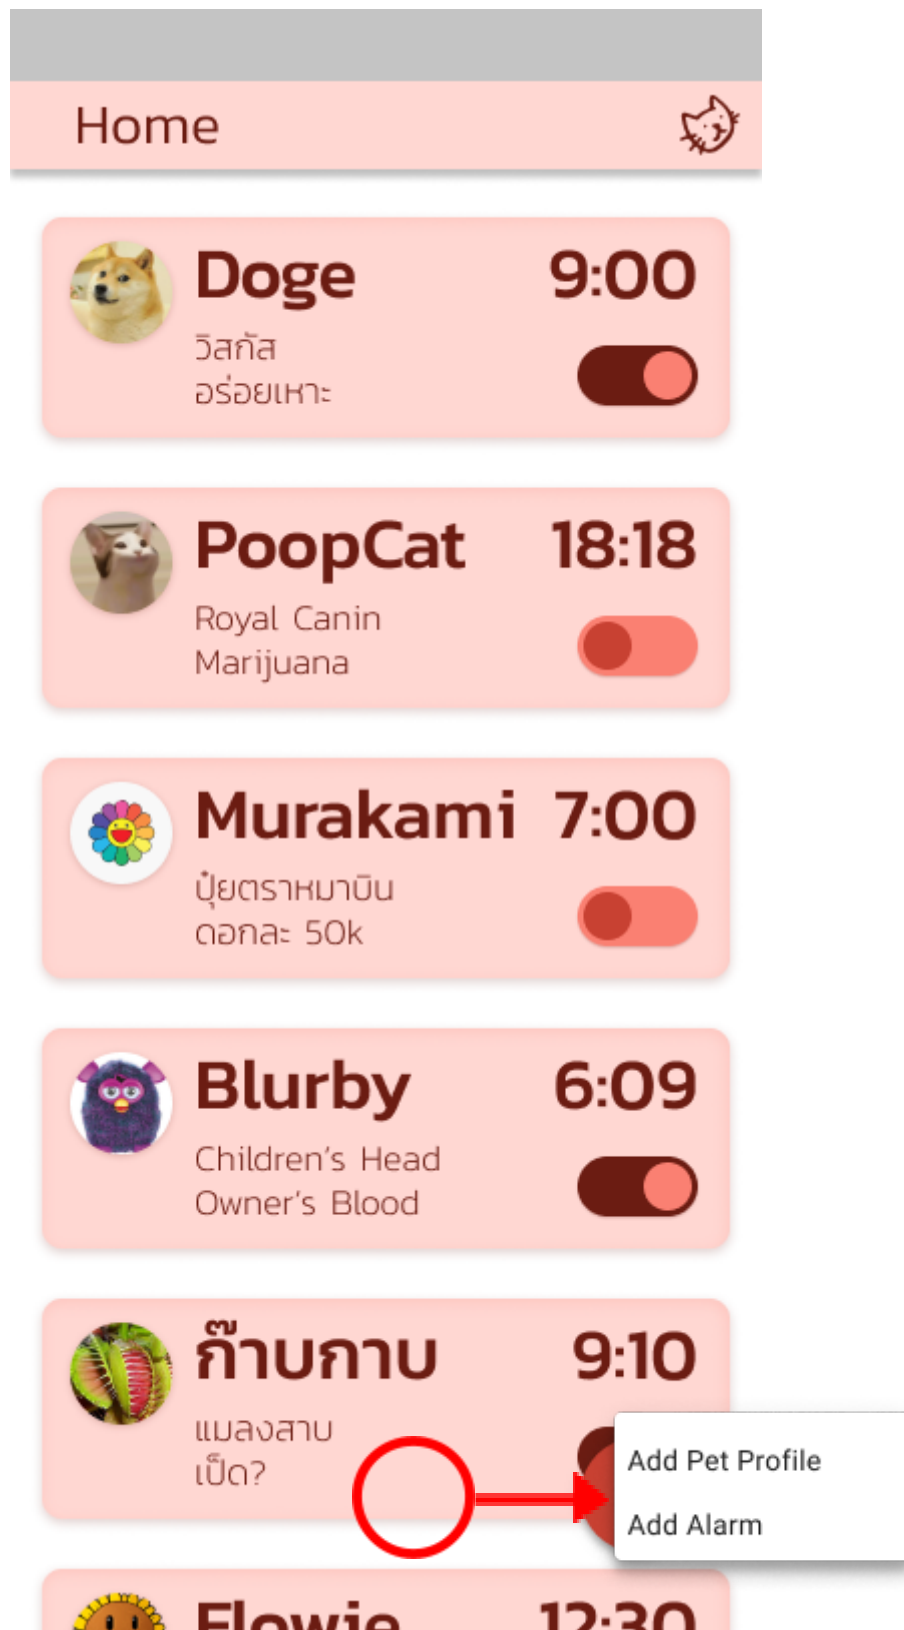 Home
Doge 9:00
วิสกัส
อร่อยเหาะ
PoopCat 18:18
Royal Canin
Marijuana
Murakami 7:00
ปุ๋ยตราหมาบิน
ดอกละ 50k
Blurby 6:09
Children's Head
Owner's Blood
ก๊าบกาบ 9:10
แมลงสาบ
เป็ด?
Add Pet Profile
Add Alarm
Flowie 12:30